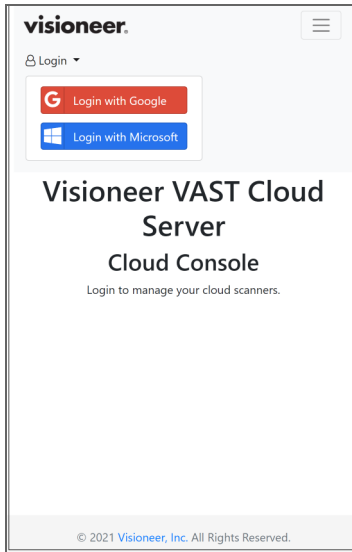 visioneer.
Login
G Login with Google
Login with Microsoft
Visioneer VAST Cloud
Server
Cloud Console
Login to manage your cloud scanners.
© 2021 Visioneer, Inc. All Rights Reserved.